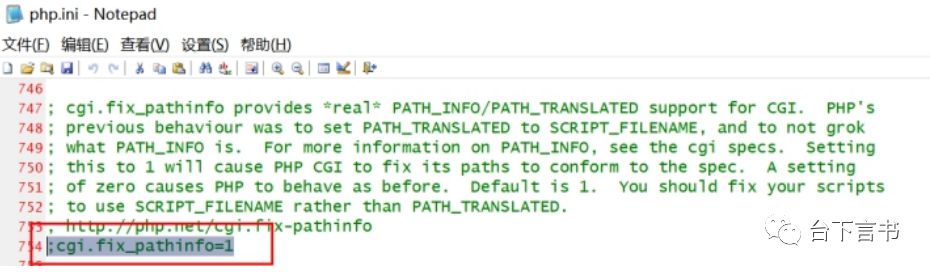 php.ini - Notepad
文件(F) 编辑(E) 查看(V) 设置(S) 帮助(H)
746
747 ; cgi.fix_pathinfo provides *real* PATH_INFO/PATH_TRANSLATED support for CGI.  PHP's
748 ; previous behaviour was to set PATH_TRANSLATED to SCRIPT_FILENAME, and to not grok
749 ; what PATH_INFO is.  For more information on PATH_INFO, see the cgi specs.  Setting
750 ; this to 1 will cause PHP CGI to fix its paths to conform to the spec.  A setting
751 ; of zero causes PHP to behave as before.  Default is 1.  You should fix your scripts
752 ; to use SCRIPT_FILENAME rather than PATH_TRANSLATED.
753 ; http://php.net/cgi.fix-pathinfo
754 ;cgi.fix_pathinfo=1
台下言书